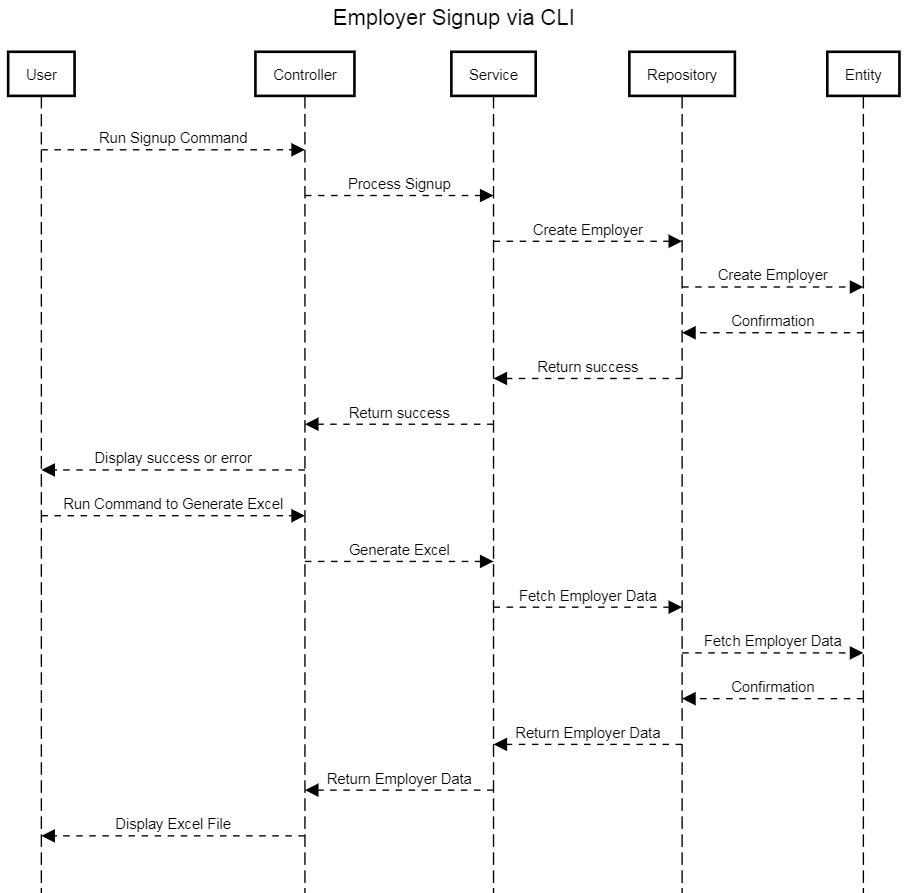 Employer Signup via CLI
User
Controller
Service
Repository
Entity
Run Signup Command
Process Signup
Create Employer
Create Employer
Confirmation
Return success
Return success
Display success or error
Run Command to Generate Excel
Generate Excel
Fetch Employer Data
Fetch Employer Data
Confirmation
Return Employer Data
Return Employer Data
Display Excel File